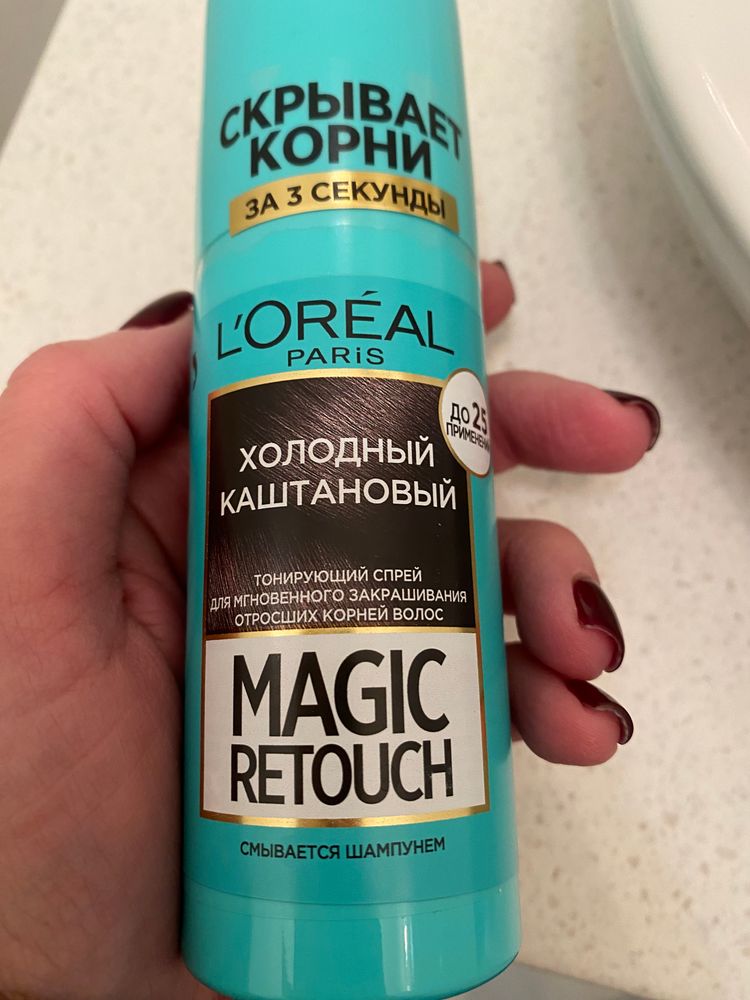 СКРЫВАЕТ
КОРНИ
ЗА 3 СЕКУНДЫ
L'ORÉAL
PARIS
ДО 25
ПРИМЕНЕНИЙ
ХОЛОДНЫЙ
КАШТАНОВЫЙ
ТОНИРУЮЩИЙ СПРЕЙ
ДЛЯ МГНОВЕННОГО ЗАКРАШИВАНИЯ
ОТРОСШИХ КОРНЕЙ ВОЛОС
MAGIC
RETOUCH
СМЫВАЕТСЯ ШАМПУНЕМ